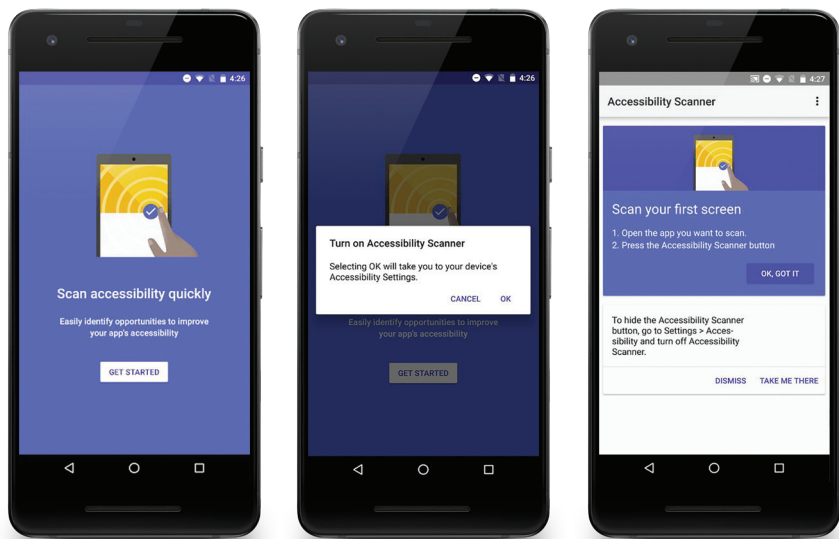 4:26
Scan accessibility quickly
Easily identify opportunities to improve
your app's accessibility
GET STARTED
4:26
Turn on Accessibility Scanner
Selecting OK will take you to your device's
Accessibility Settings.
CANCEL OK
Easily identify opportunities to improve
your app's accessibility
GET STARTED
4:27
Accessibility Scanner
Scan your first screen
1. Open the app you want to scan.
2. Press the Accessibility Scanner button
OK, GOT IT
To hide the Accessibility Scanner
button, go to Settings > Acces-
sibility and turn off Accessibility
Scanner.
DISMISS TAKE ME THERE